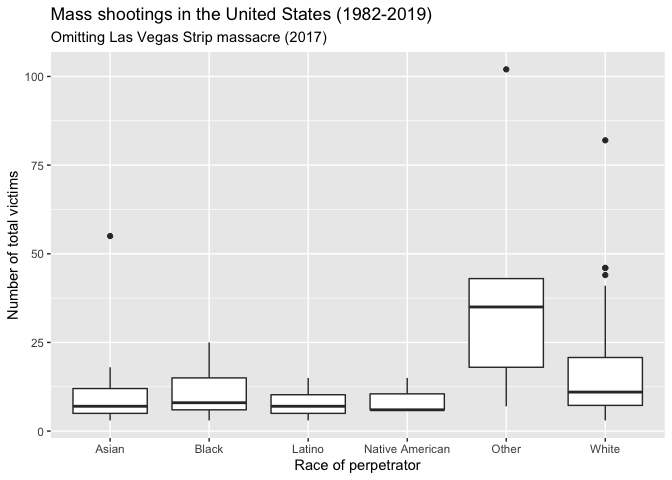 Mass shootings in the United States (1982-2019)
Omitting Las Vegas Strip massacre (2017)
100
75
50
25
0
Number of total victims
Asian Black Latino Native American Other White
Race of perpetrator